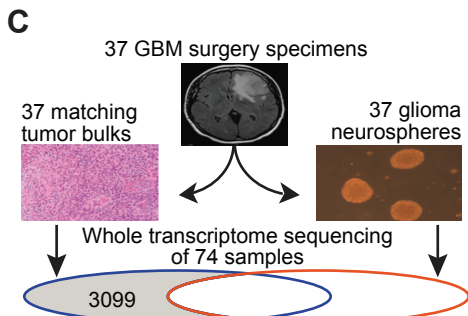 C
37 GBM surgery specimens
37 matching
tumor bulks
37 glioma
neurospheres
Whole transcriptome sequencing
of 74 samples
3099